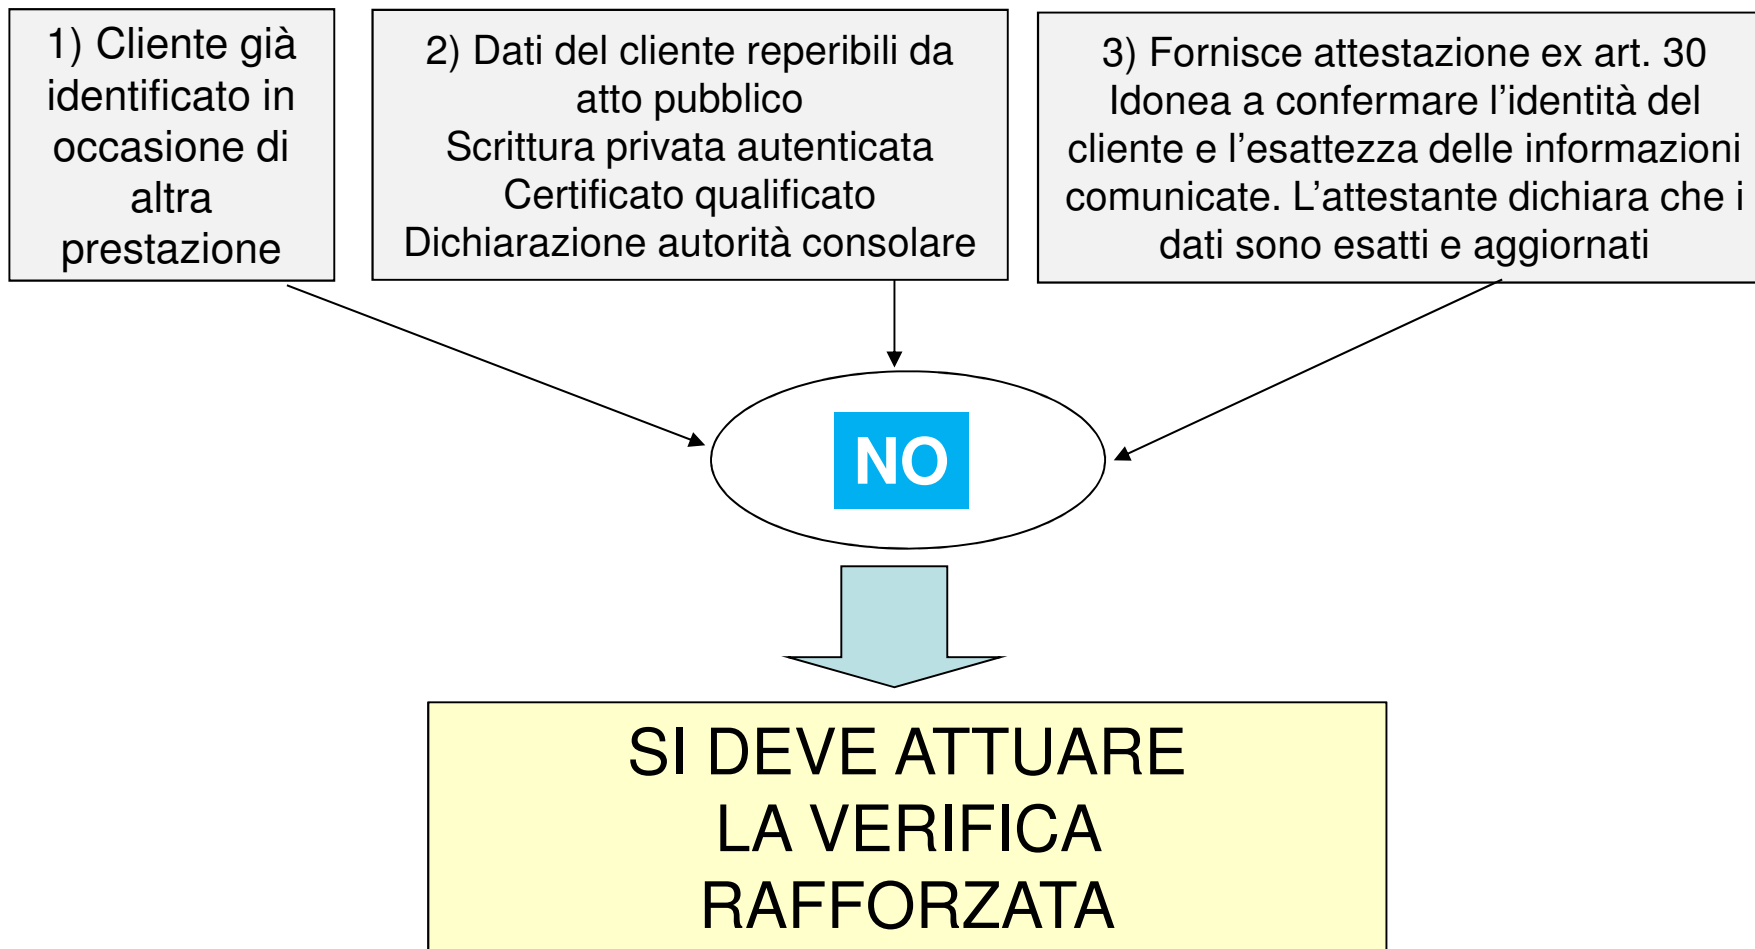 1) Cliente già
identificato in
occasione di
altra
prestazione
2) Dati del cliente reperibili da
atto pubblico
Scrittura privata autenticata
Certificato qualificato
Dichiarazione autorità consolare
3) Fornisce attestazione ex art. 30
Idonea a confermare l’identità del
cliente e l’esattezza delle informazioni
comunicate. L’attestante dichiara che i
dati sono esatti e aggiornati
NO
SI DEVE ATTUARE
LA VERIFICA
RAFFORZATA